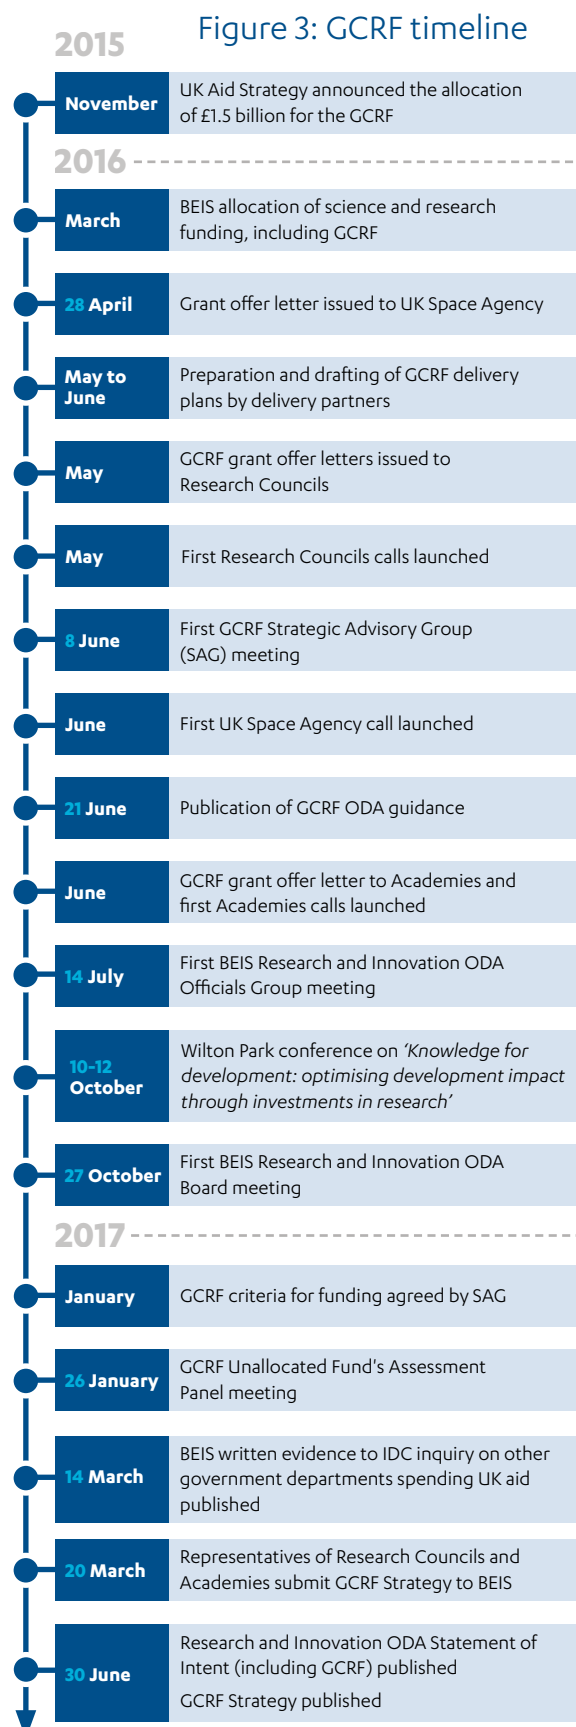 Figure 3: GCRF timeline
2015
November
UK Aid Strategy announced the allocation
of £1.5 billion for the GCRF
2016
March
BEIS allocation of science and research
funding, including GCRF
28 April
Grant offer letter issued to UK Space Agency
May to
June
Preparation and drafting of GCRF delivery
plans by delivery partners
May
GCRF grant offer letters issued to
Research Councils
May
First Research Councils calls launched
8 June
First GCRF Strategic Advisory Group
(SAG) meeting
June
First UK Space Agency call launched
21 June
Publication of GCRF ODA guidance
June
GCRF grant offer letter to Academies and
first Academies calls launched
14 July
First BEIS Research and Innovation ODA
Officials Group meeting
10-12
October
Wilton Park conference on ‘Knowledge for
development: optimising development impact
through investments in research’
27 October
First BEIS Research and Innovation ODA
Board meeting
2017
January
GCRF criteria for funding agreed by SAG
26 January
GCRF Unallocated Fund's Assessment
Panel meeting
14 March
BEIS written evidence to IDC inquiry on other
government departments spending UK aid
published
20 March
Representatives of Research Councils and
Academies submit GCRF Strategy to BEIS
30 June
Research and Innovation ODA Statement of
Intent (including GCRF) published
GCRF Strategy published